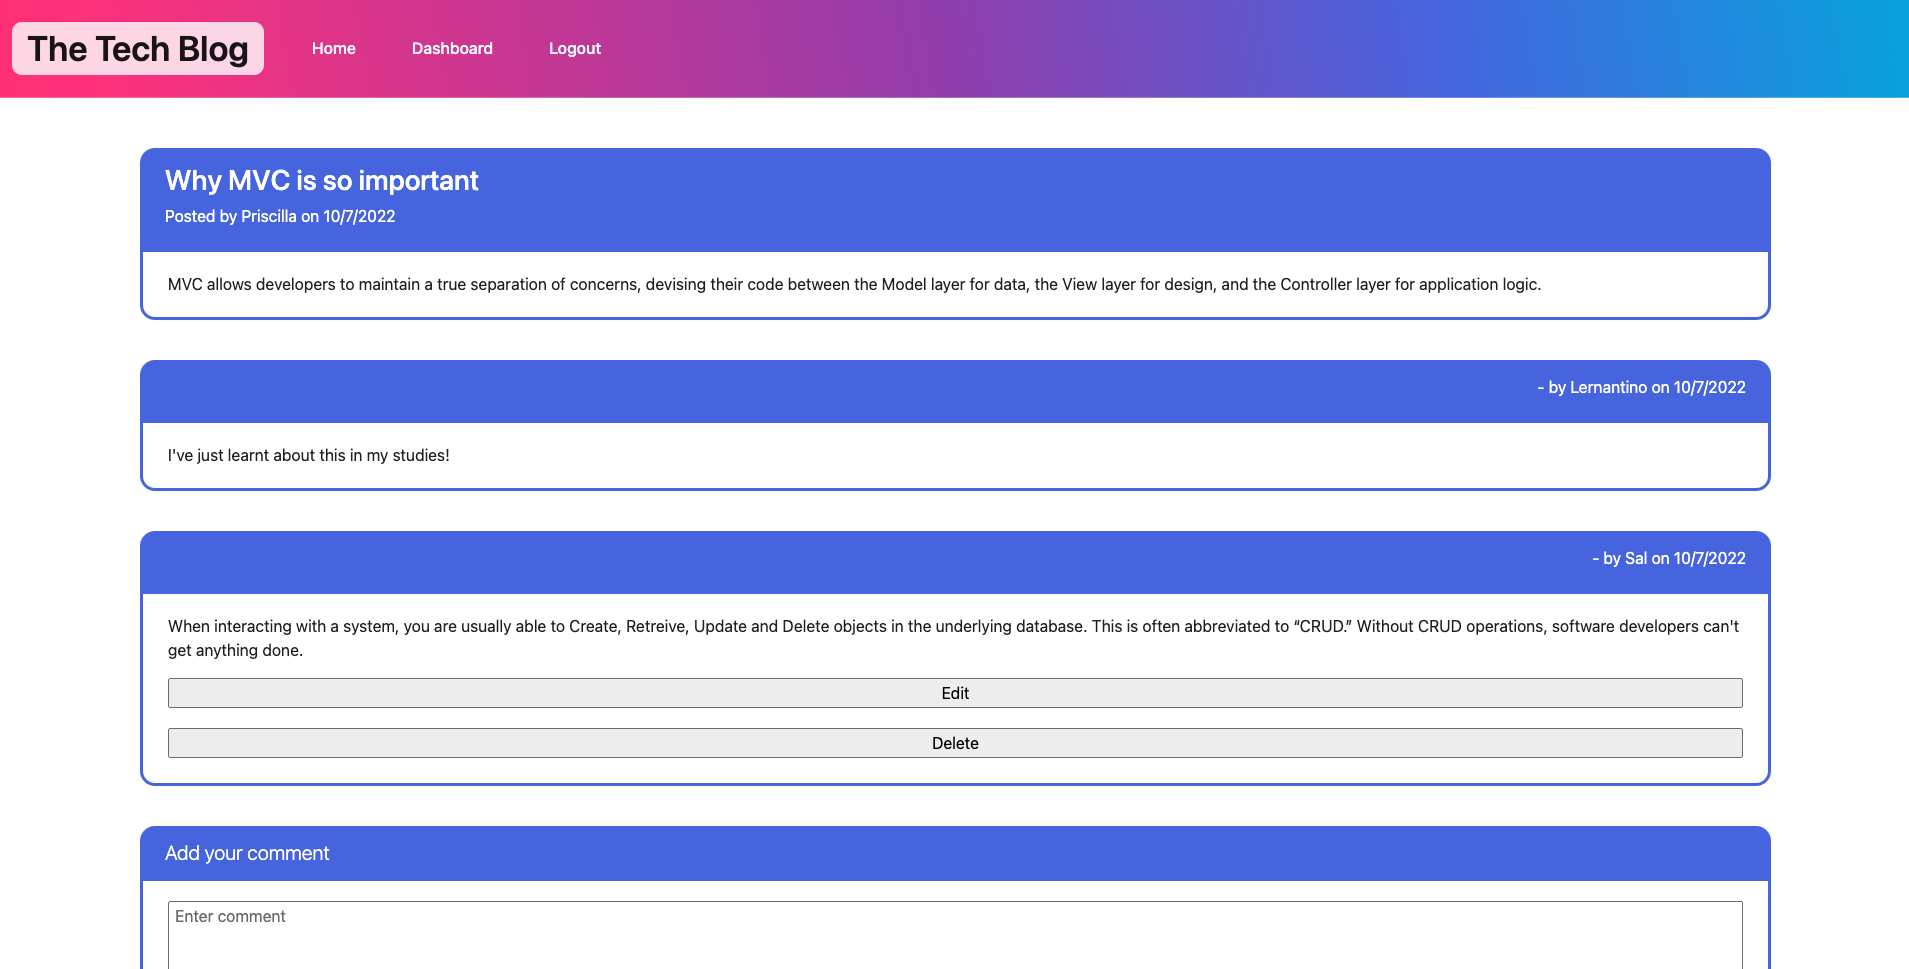 The Tech Blog
Home
Dashboard
Logout
Why MVC is so important
Posted by Priscilla on 10/7/2022
MVC allows developers to maintain a true separation of concerns, devising their code between the Model layer for data, the View layer for design, and the Controller layer for application logic.
- by Lernantino on 10/7/2022
I've just learnt about this in my studies!
- by Sal on 10/7/2022
When interacting with a system, you are usually able to Create, Retreive, Update and Delete objects in the underlying database. This is often abbreviated to “CRUD.” Without CRUD operations, software developers can't
get anything done.
Edit
Delete
Add your comment
Enter comment